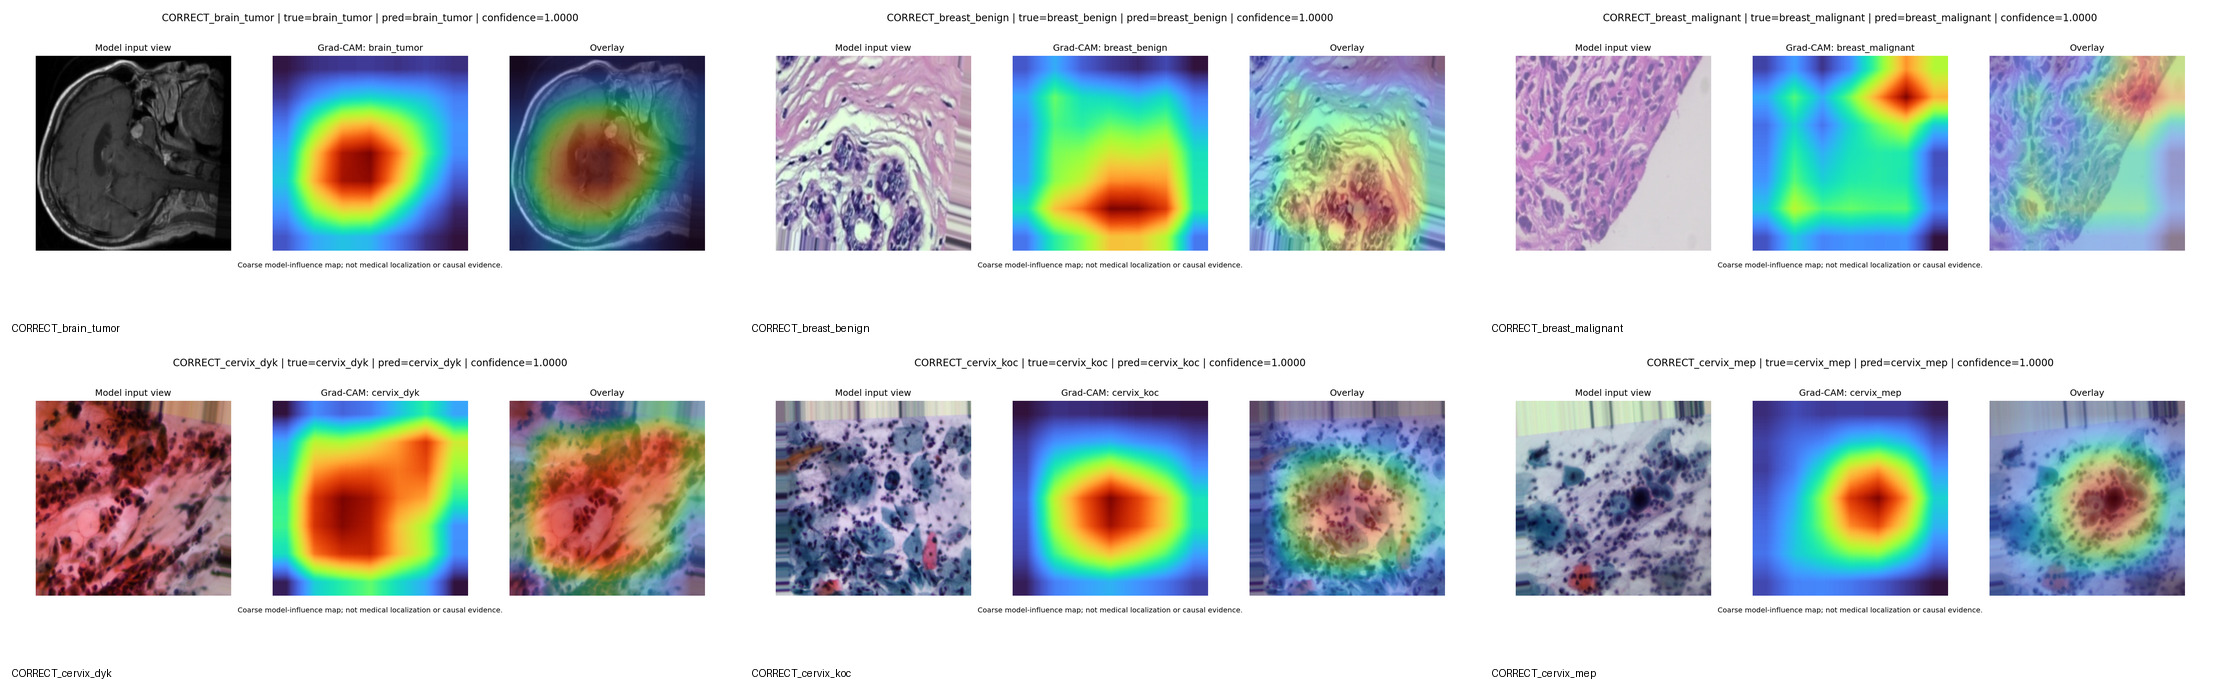 CORRECT_brain_tumor | true=brain_tumor | pred=brain_tumor | confidence=1.0000
Model input view
Grad-CAM: brain_tumor
Overlay
Coarse model-influence map; not medical localization or causal evidence.
CORRECT_brain_tumor
CORRECT_breast_benign | true=breast_benign | pred=breast_benign | confidence=1.0000
Model input view
Grad-CAM: breast_benign
Overlay
Coarse model-influence map; not medical localization or causal evidence.
CORRECT_breast_benign
CORRECT_breast_malignant | true=breast_malignant | pred=breast_malignant | confidence=1.0000
Model input view
Grad-CAM: breast_malignant
Overlay
Coarse model-influence map; not medical localization or causal evidence.
CORRECT_breast_malignant
CORRECT_cervix_dyk | true=cervix_dyk | pred=cervix_dyk | confidence=1.0000
Model input view
Grad-CAM: cervix_dyk
Overlay
Coarse model-influence map; not medical localization or causal evidence.
CORRECT_cervix_dyk
CORRECT_cervix_koc | true=cervix_koc | pred=cervix_koc | confidence=1.0000
Model input view
Grad-CAM: cervix_koc
Overlay
Coarse model-influence map; not medical localization or causal evidence.
CORRECT_cervix_koc
CORRECT_cervix_mep | true=cervix_mep | pred=cervix_mep | confidence=1.0000
Model input view
Grad-CAM: cervix_mep
Overlay
Coarse model-influence map; not medical localization or causal evidence.
CORRECT_cervix_mep